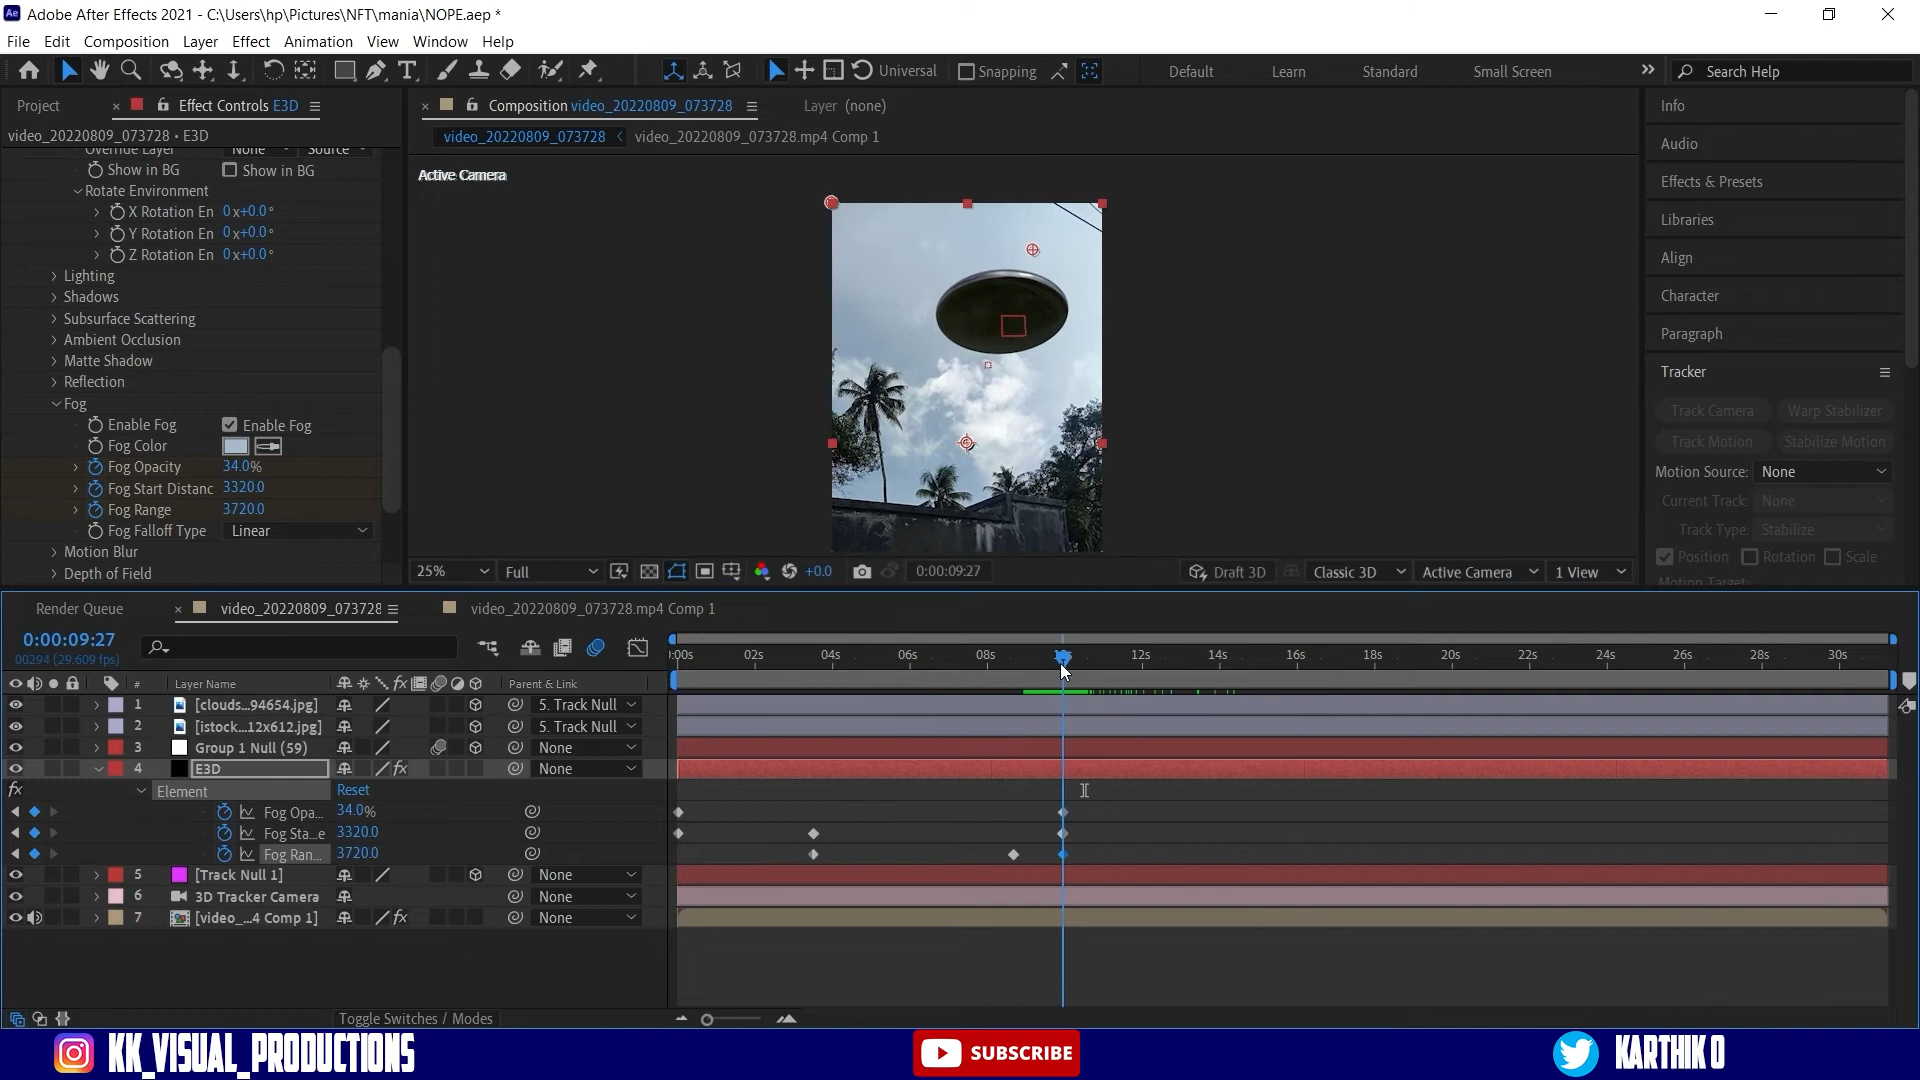 Adobe After Effects 2021 - C:\Users\hp\Pictures\NFT\mania\NOPE.aep *
File Edit Composition Layer Effect Animation View Window Help
Universal Snapping Default Learn Standard Small Screen Search Help
Project Effect Controls E3D
video_20220809_073728 • E3D
Override Layer None Source
Show in BG Show in BG
Rotate Environment
X Rotation En 0x+0.0°
Y Rotation En 0x+0.0°
Z Rotation En 0x+0.0°
Lighting
Shadows
Subsurface Scattering
Ambient Occlusion
Matte Shadow
Reflection
Fog
Enable Fog Enable Fog
Fog Color
Fog Opacity 34.0%
Fog Start Distanc 3320.0
Fog Range 3720.0
Fog Falloff Type Linear
Motion Blur
Depth of Field
Composition video_20220809_073728 Layer (none)
video_20220809_073728 video_20220809_073728.mp4 Comp 1
Active Camera
25% Full +0.0 0:00:09:27 Draft 3D Classic 3D Active Camera 1 View
Info
Audio
Effects & Presets
Libraries
Align
Character
Paragraph
Tracker
Track Camera Warp Stabilizer
Track Motion Stabilize Motion
Motion Source: None
Current Track: None
Track Type: Stabilize
Position Rotation Scale
Motion Target:
Render Queue video_20220809_073728 video_20220809_073728.mp4 Comp 1
0:00:09:27
00294 (29.609 fps)
:00s 02s 04s 06s 08s 12s 14s 16s 18s 20s 22s 24s 26s 28s 30s
# Layer Name Parent & Link
1 [clouds...94654.jpg] 5. Track Null
2 [istock...12x612.jpg] 5. Track Null
3 Group 1 Null (59) None
4 E3D None
Element Reset
Fog Opa... 34.0%
Fog Sta...e 3320.0
Fog Ran... 3720.0
5 [Track Null 1] None
6 3D Tracker Camera None
7 [video_...4 Comp 1] None
Toggle Switches / Modes
KK_VISUAL_PRODUCTIONS SUBSCRIBE KARTHIK O